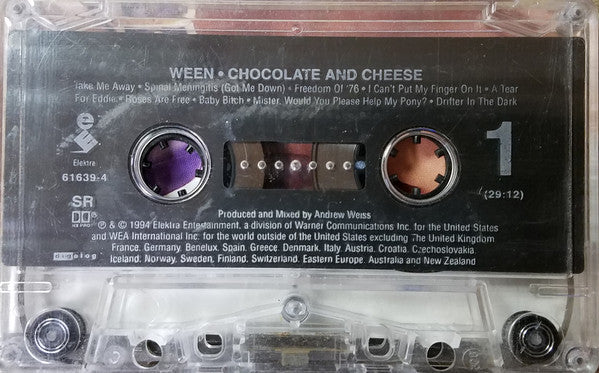 WEEN • CHOCOLATE AND CHEESE
Take Me Away • Spinal Meningitis (Got Me Down) • Freedom Of '76 • I Can't Put My Finger On It • A Tear
For Eddie • Roses Are Free • Baby Bitch • Mister, Would You Please Help My Pony? • Drifter In The Dark
Elektra
61639-4
1
(29:12)
SR
HX PRO
Produced and Mixed by Andrew Weiss
℗ & © 1994 Elektra Entertainment, a division of Warner Communications Inc. for the United States
and WEA International Inc. for the world outside of the United States excluding The United Kingdom
France, Germany, Benelux, Spain, Greece, Denmark, Italy, Austria, Croatia, Czechoslovakia
Iceland, Norway, Sweden, Finland, Switzerland, Eastern Europe, Australia and New Zealand
digalog